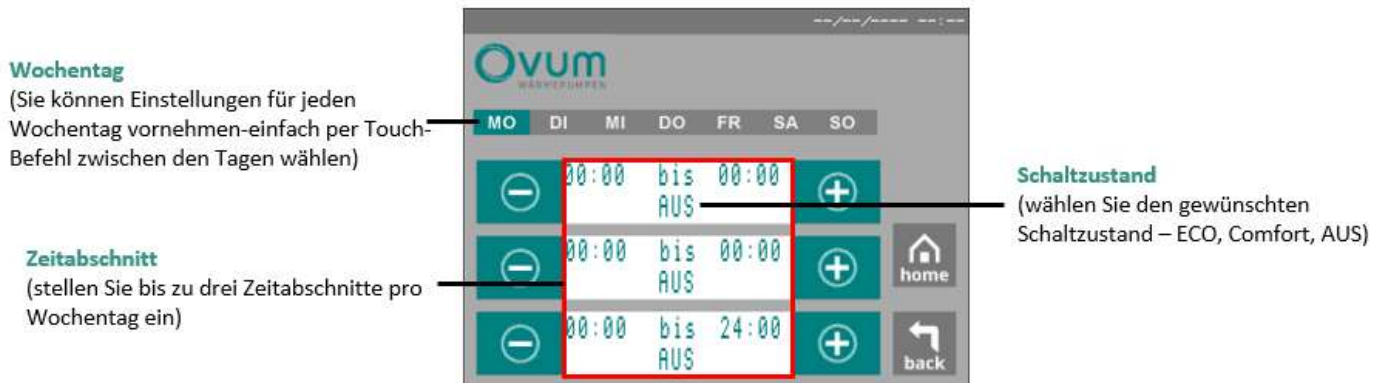 --/--/---- --:--
Ovum
WÄRMEPUMPEN
Wochentag
(Sie können Einstellungen für jeden
Wochentag vornehmen-einfach per Touch-
Befehl zwischen den Tagen wählen)
MO DI MI DO FR SA SO
00:00 bis 00:00
AUS
Schaltzustand
(wählen Sie den gewünschten
Schaltzustand – ECO, Comfort, AUS)
Zeitabschnitt
(stellen Sie bis zu drei Zeitabschnitte pro
Wochentag ein)
00:00 bis 00:00
AUS
home
00:00 bis 24:00
AUS
back